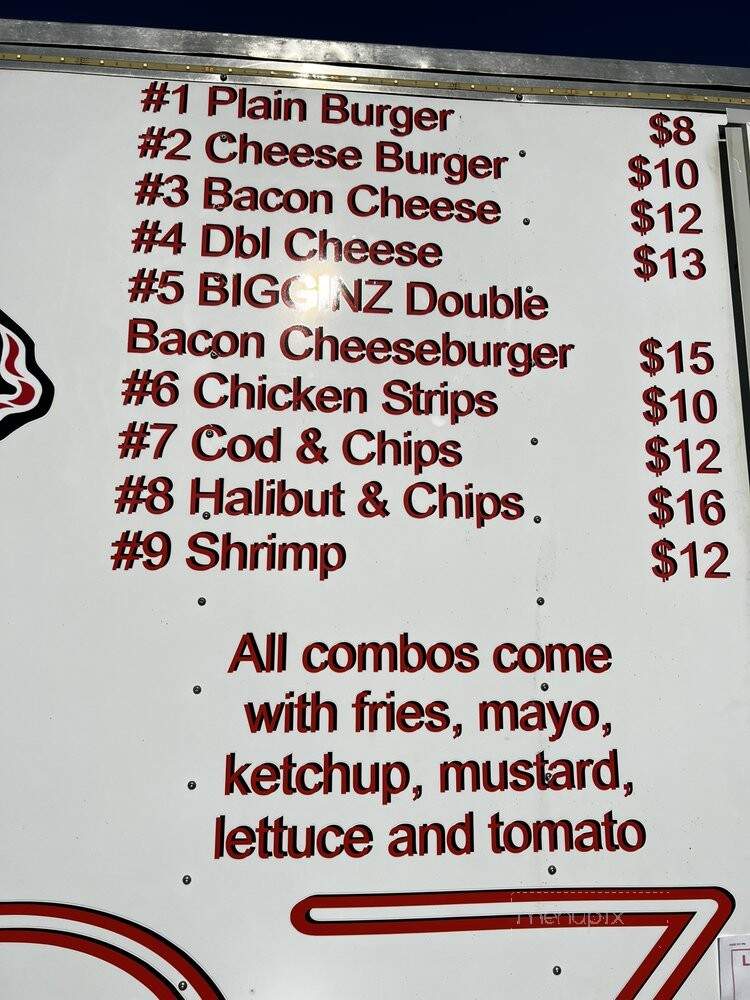 #1 Plain Burger $8
#2 Cheese Burger $10
#3 Bacon Cheese $12
#4 Dbl Cheese $13
#5 BIGGINZ Double
Bacon Cheeseburger $15
#6 Chicken Strips $10
#7 Cod & Chips $12
#8 Halibut & Chips $16
#9 Shrimp $12
All combos come
with fries, mayo,
ketchup, mustard,
lettuce and tomato
menupix